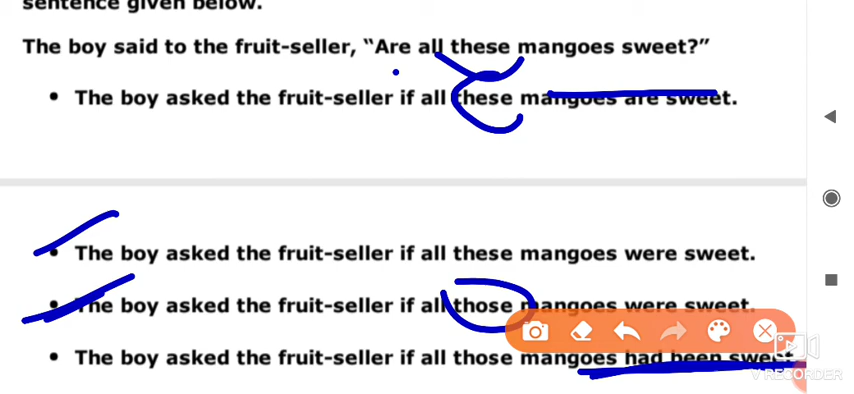 sentence given below.
The boy said to the fruit-seller, “Are all these mangoes sweet?”
• The boy asked the fruit-seller if all these mangoes are sweet.
• The boy asked the fruit-seller if all these mangoes were sweet.
• The boy asked the fruit-seller if all those mangoes were sweet.
• The boy asked the fruit-seller if all those mangoes had been sweet.
V RECORDER